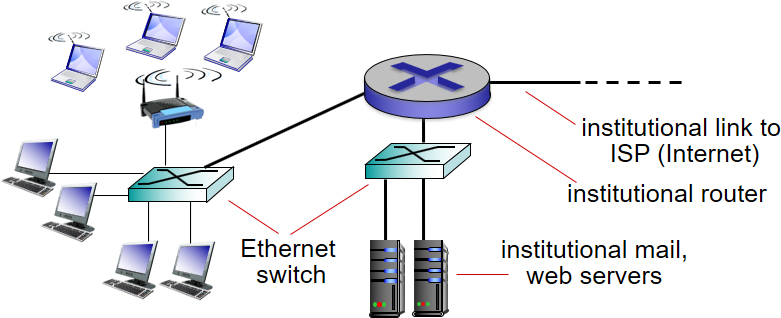 institutional link to
ISP (Internet)
institutional router
Ethernet
switch
institutional mail,
web servers